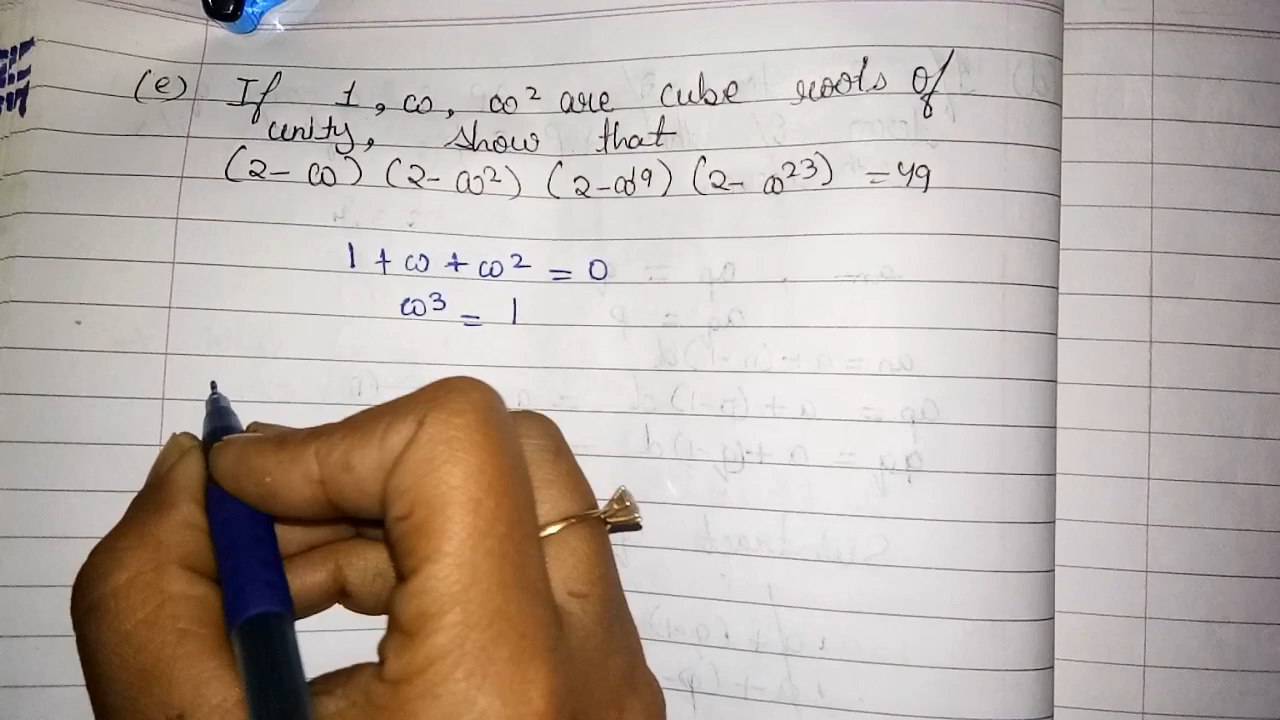 (e) If 1, ω, ω² are cube roots of
unity, show that
(2-ω) (2-ω²) (2-ω¹⁹) (2-ω²³) = 49
1 + ω + ω² = 0
ω³ = 1